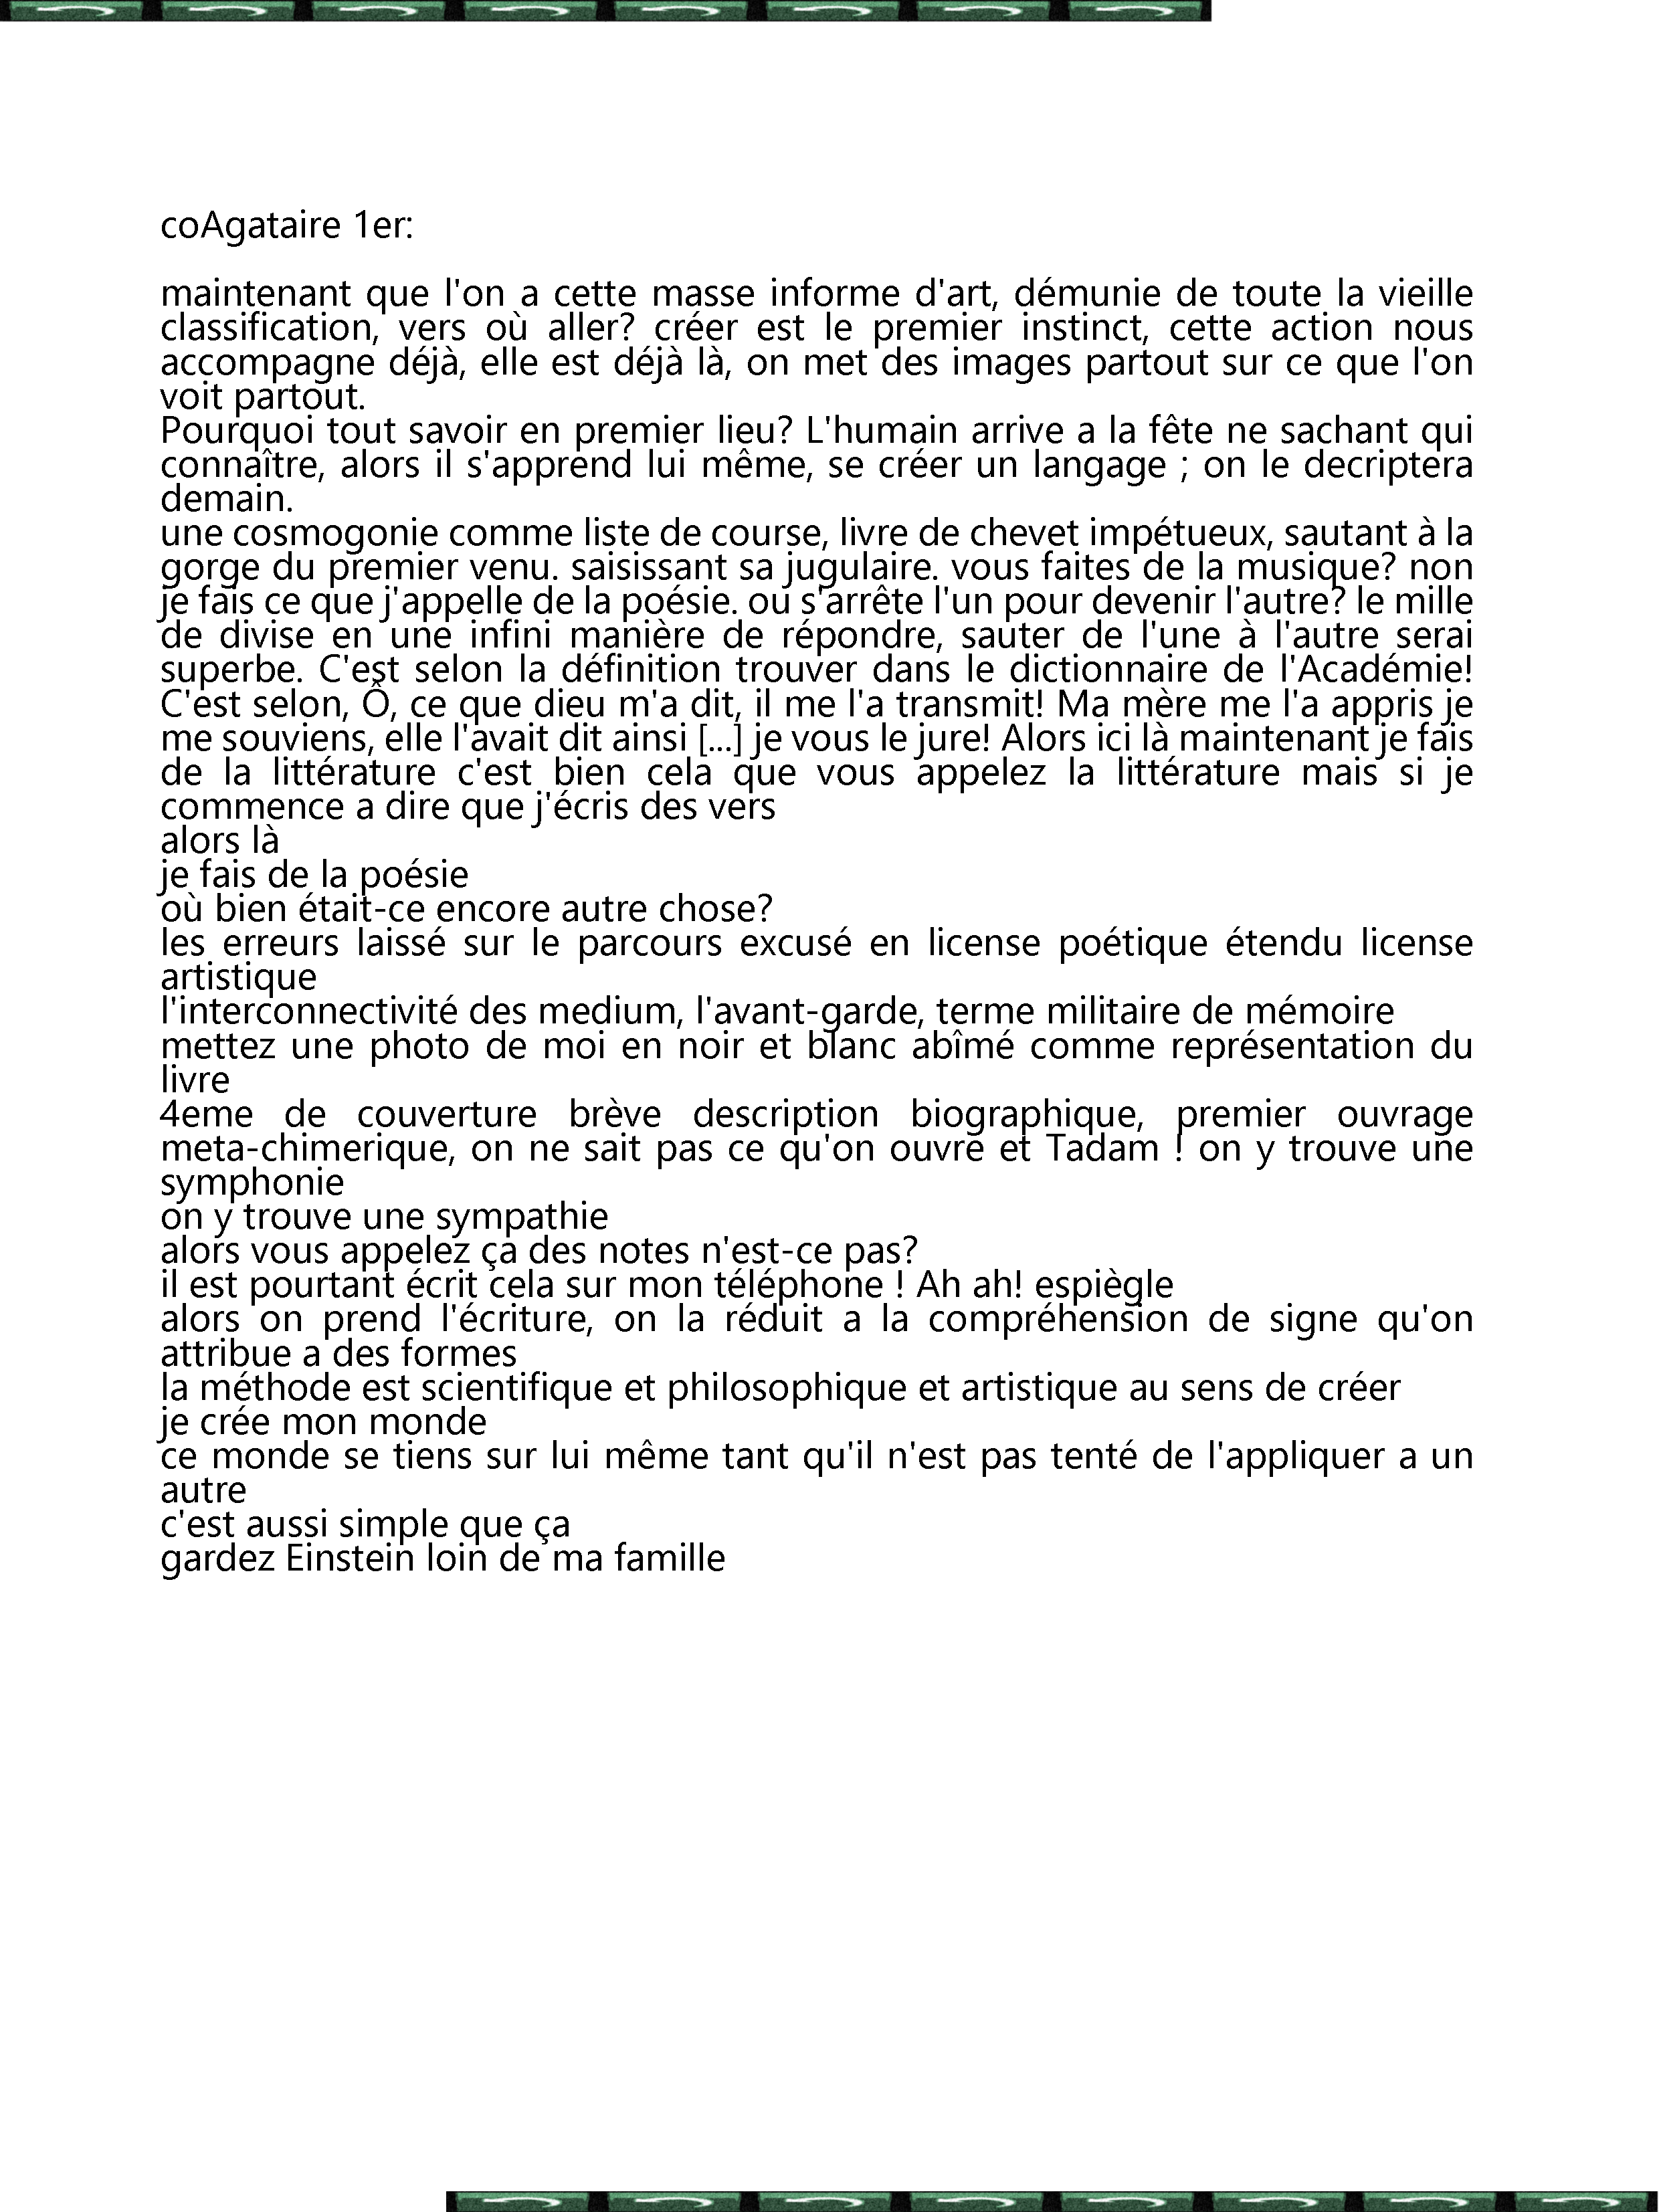 coAgataire 1er:
maintenant que l'on a cette masse informe d'art, démunie de toute la vieille
classification, vers où aller? créer est le premier instinct, cette action nous
accompagne déjà, elle est déjà là, on met des images partout sur ce que l'on
voit partout.
Pourquoi tout savoir en premier lieu? L'humain arrive a la fête ne sachant qui
connaître, alors il s'apprend lui même, se créer un langage ; on le decriptera
demain.
une cosmogonie comme liste de course, livre de chevet impétueux, sautant à la
gorge du premier venu. saisissant sa jugulaire. vous faites de la musique? non
je fais ce que j'appelle de la poésie. ou s'arrête l'un pour devenir l'autre? le mille
de divise en une infini manière de répondre, sauter de l'une à l'autre serai
superbe. C'est selon la définition trouver dans le dictionnaire de l'Académie!
C'est selon, Ô, ce que dieu m'a dit, il me l'a transmit! Ma mère me l'a appris je
me souviens, elle l'avait dit ainsi [...] je vous le jure! Alors ici là maintenant je fais
de la littérature c'est bien cela que vous appelez la littérature mais si je
commence a dire que j'écris des vers
alors là
je fais de la poésie
où bien était-ce encore autre chose?
les erreurs laissé sur le parcours excusé en license poétique étendu license
artistique
l'interconnectivité des medium, l'avant-garde, terme militaire de mémoire
mettez une photo de moi en noir et blanc abîmé comme représentation du
livre
4eme de couverture brève description biographique, premier ouvrage
meta-chimerique, on ne sait pas ce qu'on ouvre et Tadam ! on y trouve une
symphonie
on y trouve une sympathie
alors vous appelez ça des notes n'est-ce pas?
il est pourtant écrit cela sur mon téléphone ! Ah ah! espiègle
alors on prend l'écriture, on la réduit a la compréhension de signe qu'on
attribue a des formes
la méthode est scientifique et philosophique et artistique au sens de créer
je crée mon monde
ce monde se tiens sur lui même tant qu'il n'est pas tenté de l'appliquer a un
autre
c'est aussi simple que ça
gardez Einstein loin de ma famille